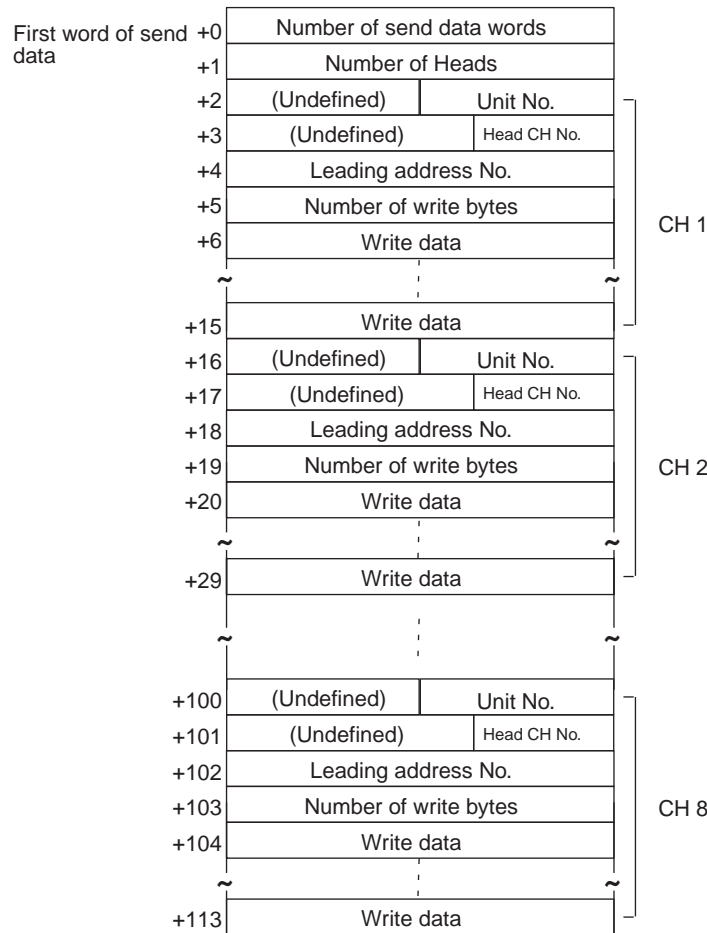 First word of send data
+0 Number of send data words
+1 Number of Heads
+2 (Undefined) Unit No.
+3 (Undefined) Head CH No.
+4 Leading address No.
+5 Number of write bytes
+6 Write data
CH 1
~ ~
+15 Write data
+16 (Undefined) Unit No.
+17 (Undefined) Head CH No.
+18 Leading address No.
+19 Number of write bytes
+20 Write data
CH 2
~ ~
+29 Write data
~ ~
+100 (Undefined) Unit No.
+101 (Undefined) Head CH No.
+102 Leading address No.
+103 Number of write bytes
+104 Write data
CH 8
~ ~
+113 Write data